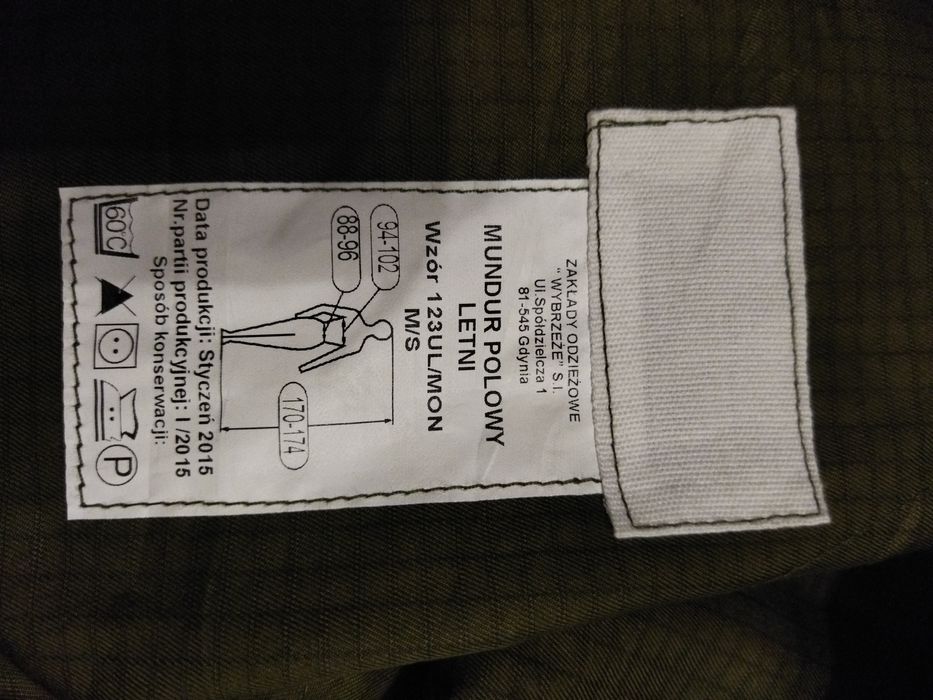 ZAKŁADY ODZIEŻOWE
“ WYBRZEŻE” S I.
Ul.Spółdzielcza 1
81-545 Gdynia
MUNDUR POLOWY
LETNI
Wzór 123UL/MON
M/S
94-102
88-96
170-174
Data produkcji: Styczeń 2015
Nr.partii produkcyjnej: I /2015
Sposób konserwacji:
60°C
P